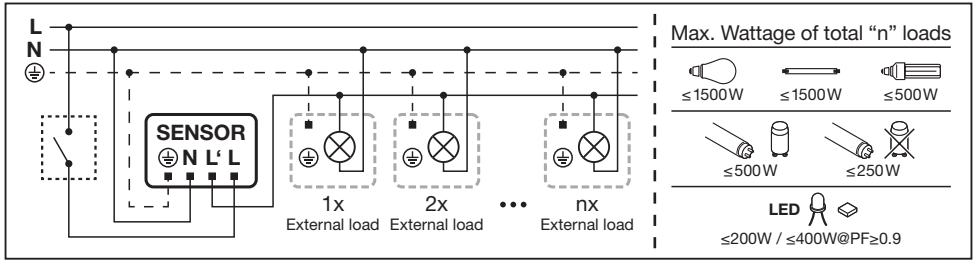 L
N
SENSOR
N L‘ L
1x
External load
2x
External load
•••
nx
External load
Max. Wattage of total “n” loads
≤1500W
≤1500W
≤500W
≤500W
≤250W
LED
≤200W / ≤400W@PF≥0.9